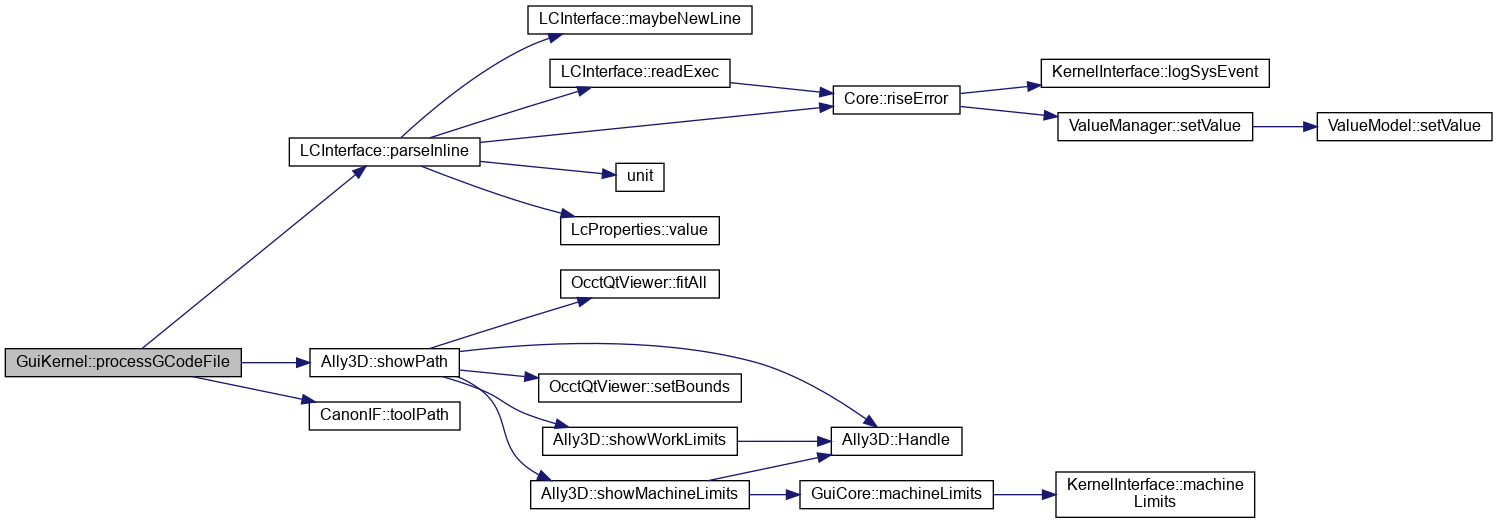 LCInterface::maybeNewLine
LCInterface::readExec
KernelInterface::logSysEvent
Core::riseError
ValueManager::setValue
ValueModel::setValue
LCInterface::parseInline
unit
LcProperties::value
OcctQtViewer::fitAll
GuiKernel::processGCodeFile
Ally3D::showPath
OcctQtViewer::setBounds
CanonIF::toolPath
Ally3D::showWorkLimits
Ally3D::Handle
Ally3D::showMachineLimits
GuiCore::machineLimits
KernelInterface::machine
Limits